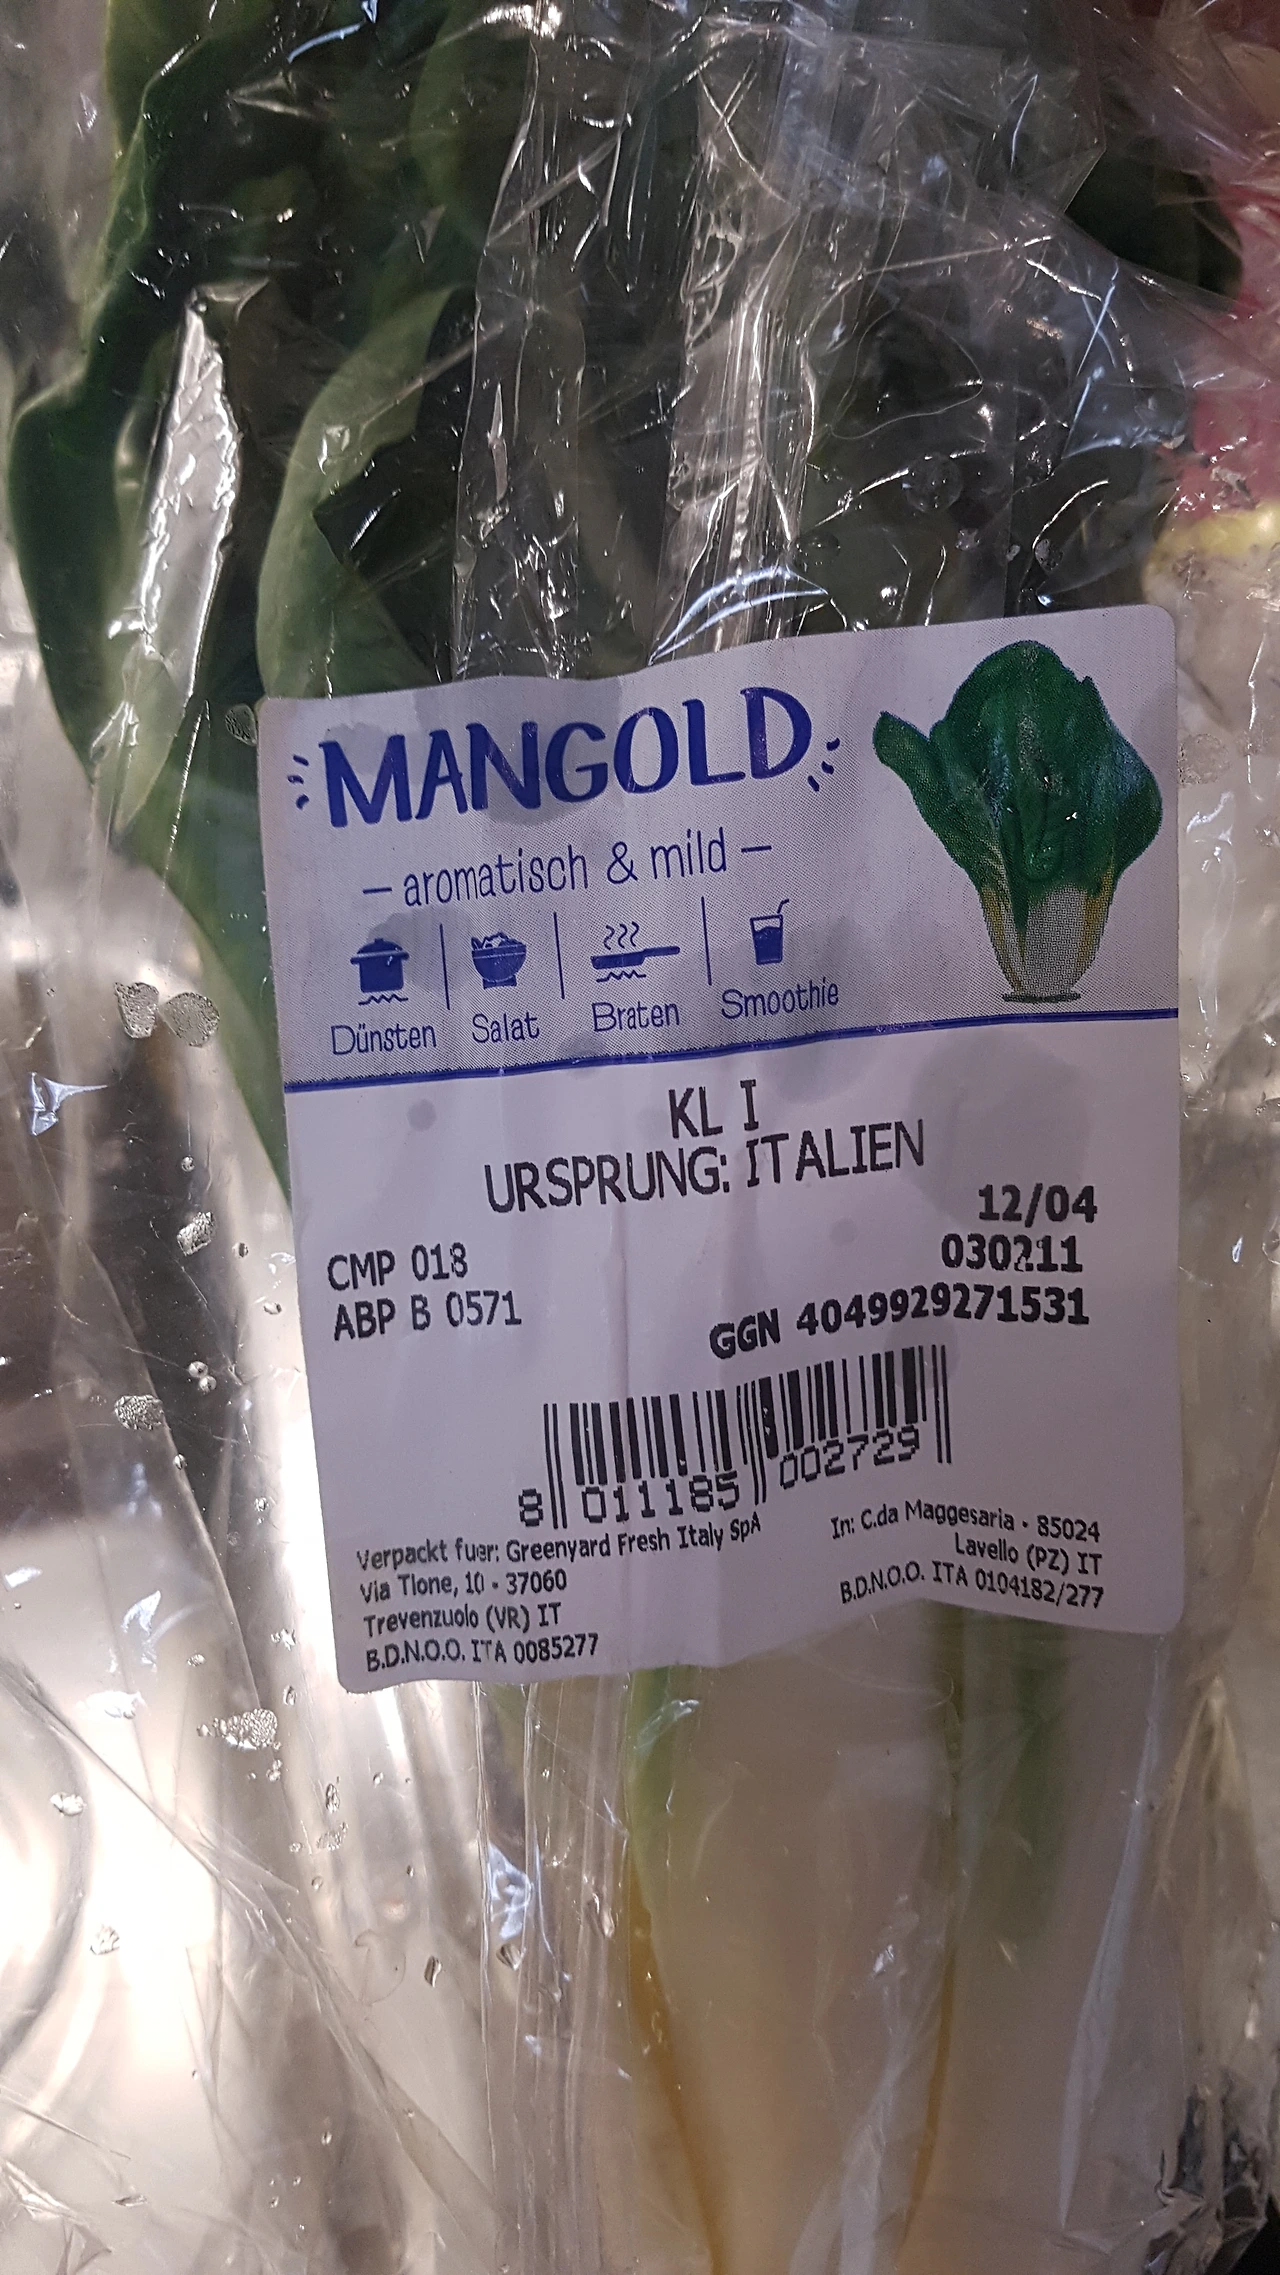 MANGOLD
– aromatisch & mild –
Dünsten Salat Braten Smoothie
KL I
URSPRUNG: ITALIEN
12/04
CMP 018 030211
ABP B 0571
GGN 4049929271531
8 011185 002729
Verpackt fuer: Greenyard Fresh Italy SpA
Via Tione, 10 - 37060
Trevenzuolo (VR) IT
B.D.N.O.O. ITA 0085277
In: C.da Maggesaria - 85024
Lavello (PZ) IT
B.D.N.O.O. ITA 0104182/277